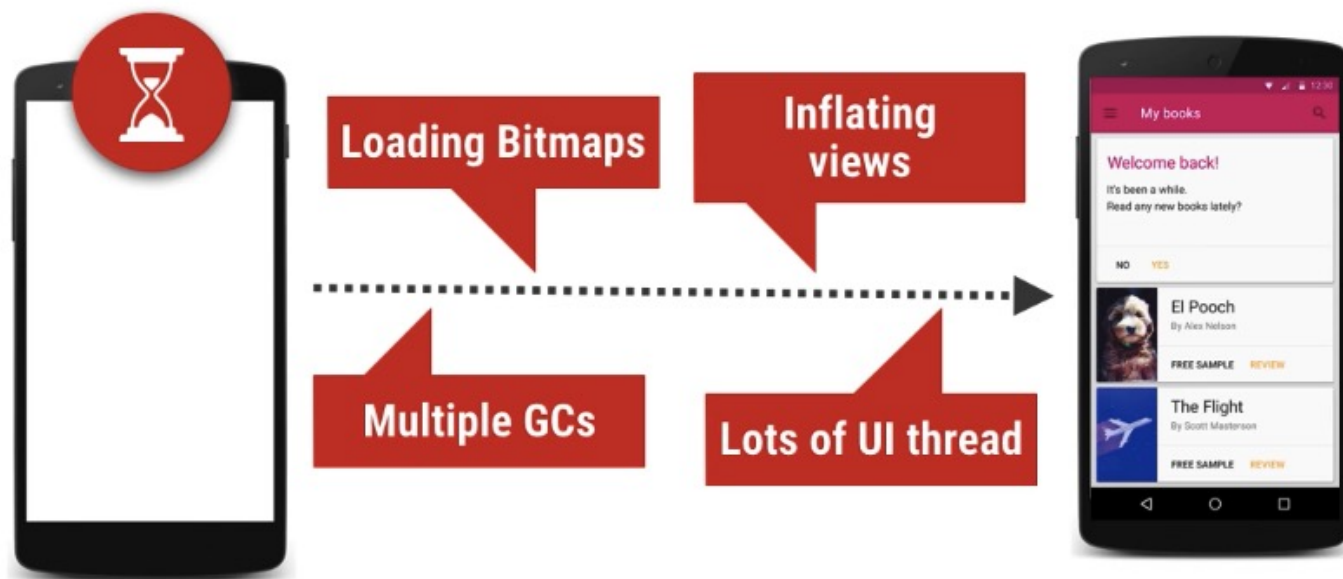 Loading Bitmaps
Inflating
views
Multiple GCs
Lots of UI thread
12:30
My books
Welcome back!
It's been a while.
Read any new books lately?
NO YES
El Pooch
By Alex Nelson
FREE SAMPLE REVIEW
The Flight
By Scott Masterson
FREE SAMPLE REVIEW